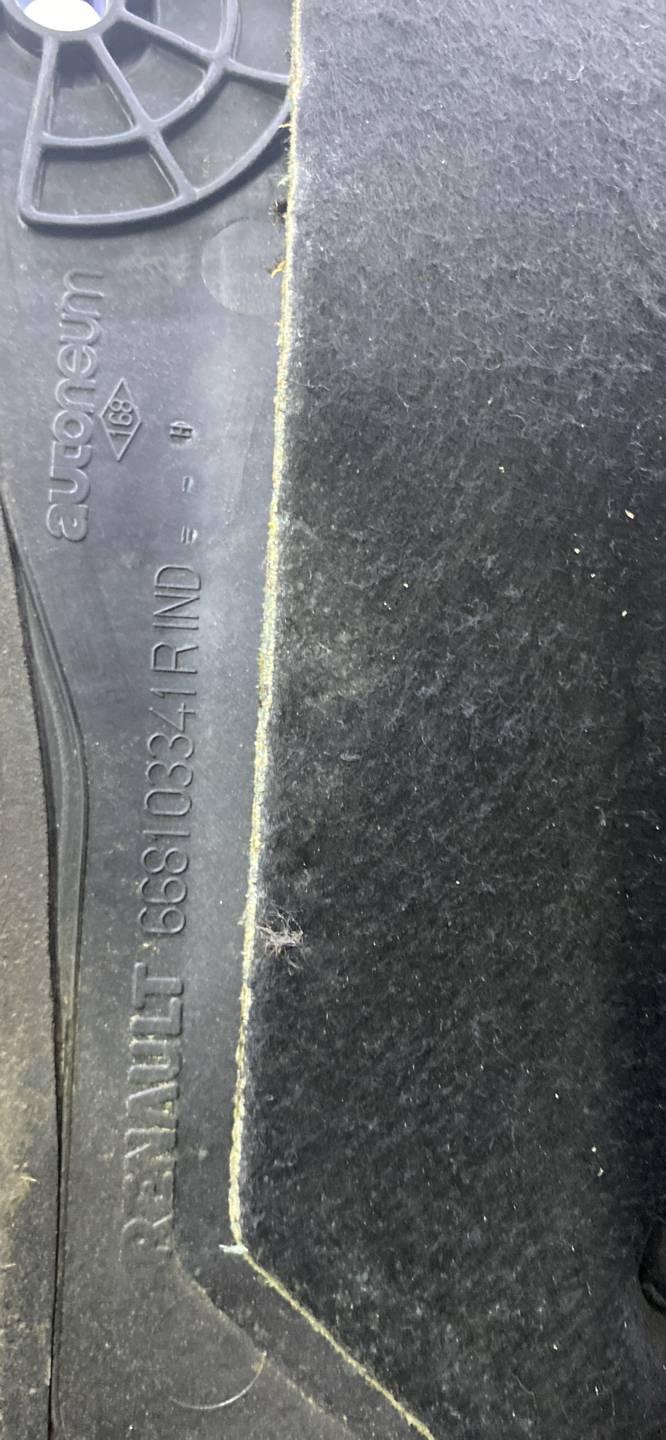 autoneum
168
RENAULT 668103341R IND